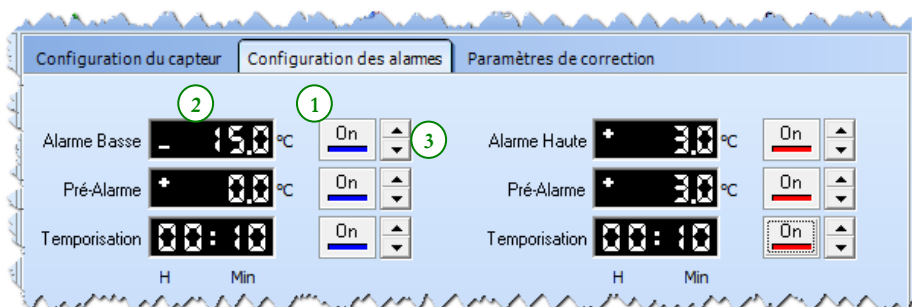 Configuration du capteur Configuration des alarmes Paramètres de correction
2 1
Alarme Basse - 15.0 °C On 3 Alarme Haute + 3.0 °C On
Pré-Alarme + 0.0 °C On Pré-Alarme + 3.0 °C On
Temporisation 00:10 On Temporisation 00:10 On
H Min H Min